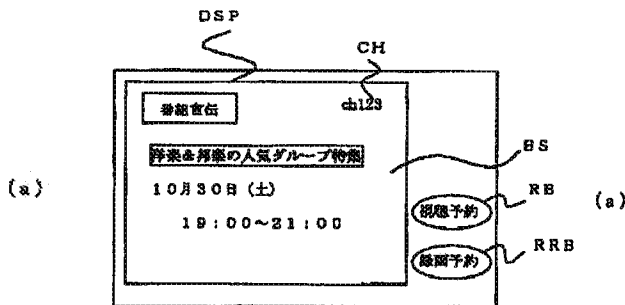 DSP
CH
番組宣伝
ch123
洋楽&邦楽の人気グループ特集
BS
(a)
10月30日（土）
RB
視聴予約
(a)
19：00〜21：00
RRB
録画予約